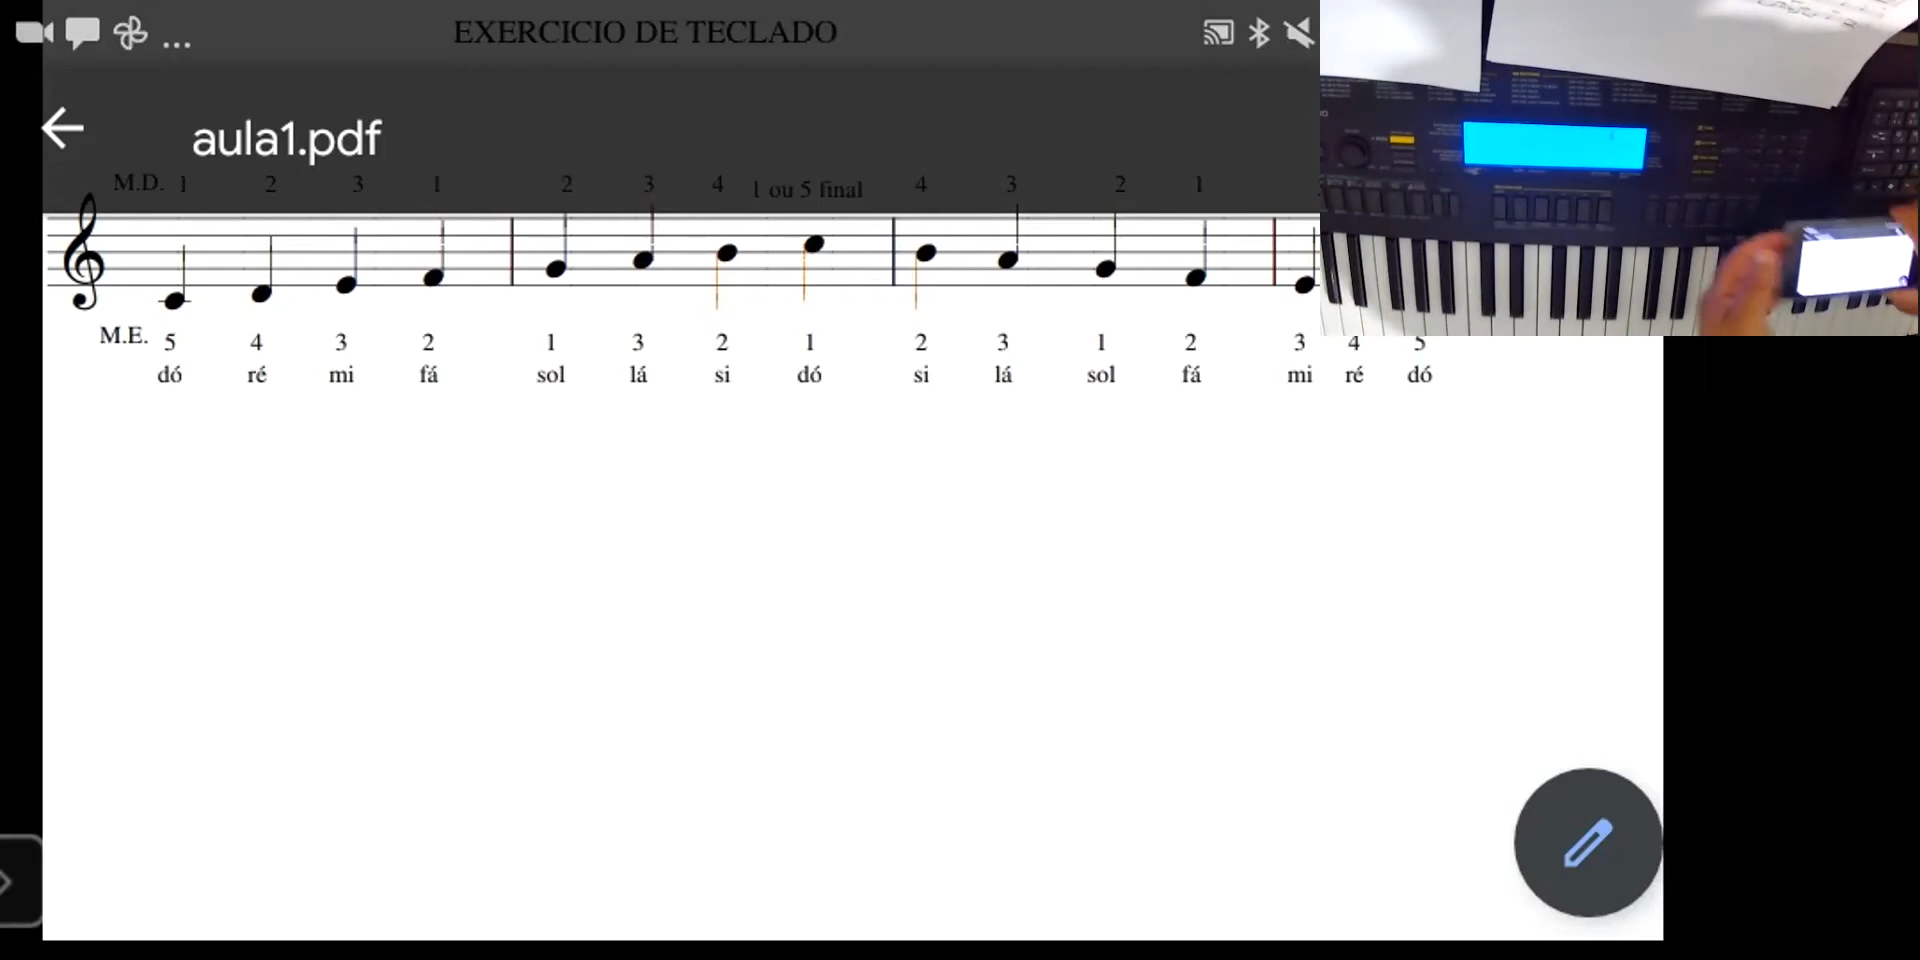 ...
EXERCICIO DE TECLADO
aula1.pdf
M.D. 1 2 3 1 2 3 4 1 ou 5 final 4 3 2 1
M.E. 5 4 3 2 1 3 2 1 2 3 1 2 3 4 5
dó ré mi fá sol lá si dó si lá sol fá mi ré dó